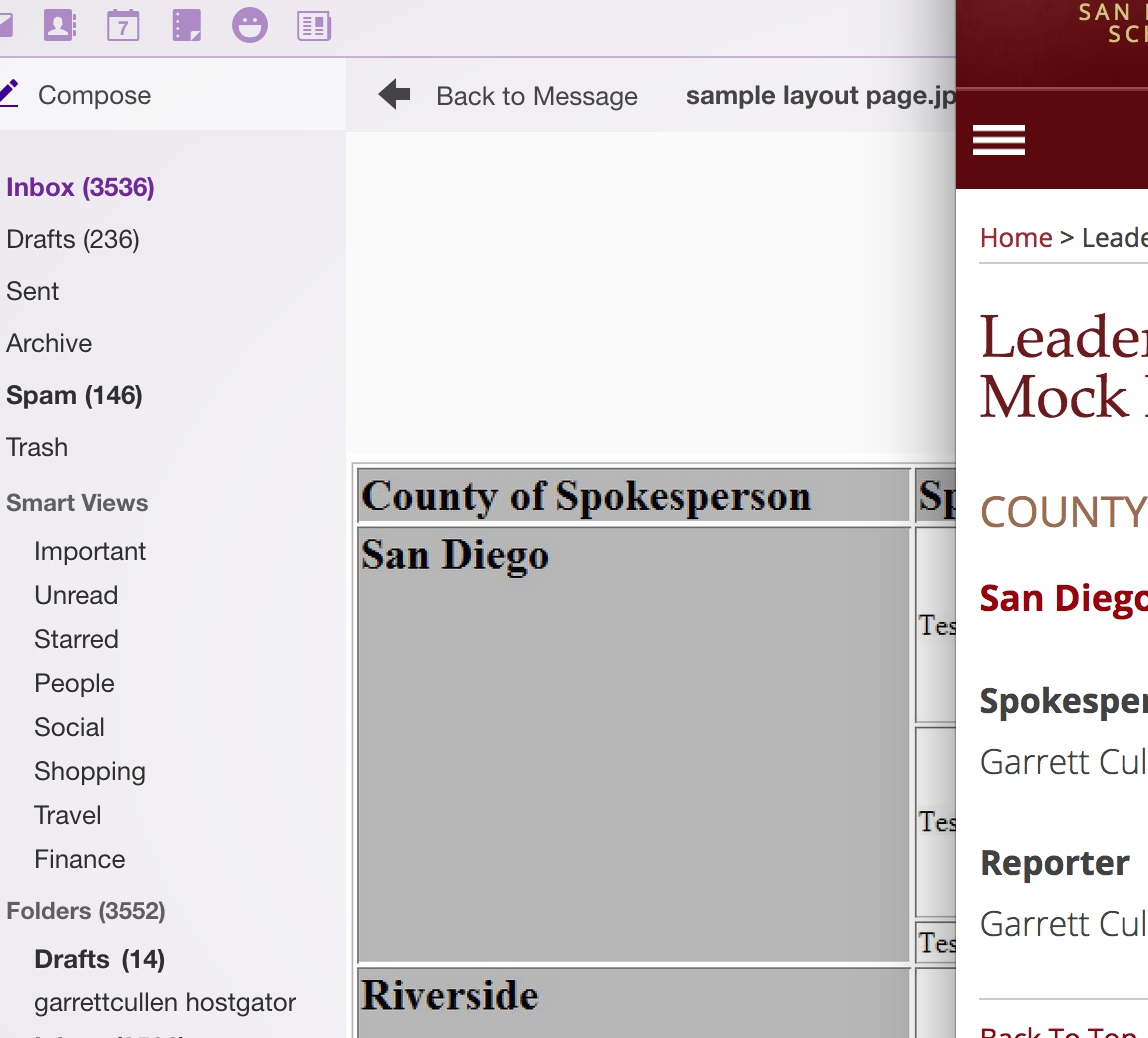 7
Compose
Back to Message
sample layout page.jp
Inbox (3536)
Drafts (236)
Sent
Archive
Spam (146)
Trash
Smart Views
Important
Unread
Starred
People
Social
Shopping
Travel
Finance
Folders (3552)
Drafts (14)
garrettcullen hostgator
County of Spokesperson
Sp
San Diego
Tes
Tes
Tes
Riverside
SAN
SCH
Home > Leade
Leader
Mock
COUNTY
San Diego
Spokesper
Garrett Cul
Reporter
Garrett Cul
Back To Top